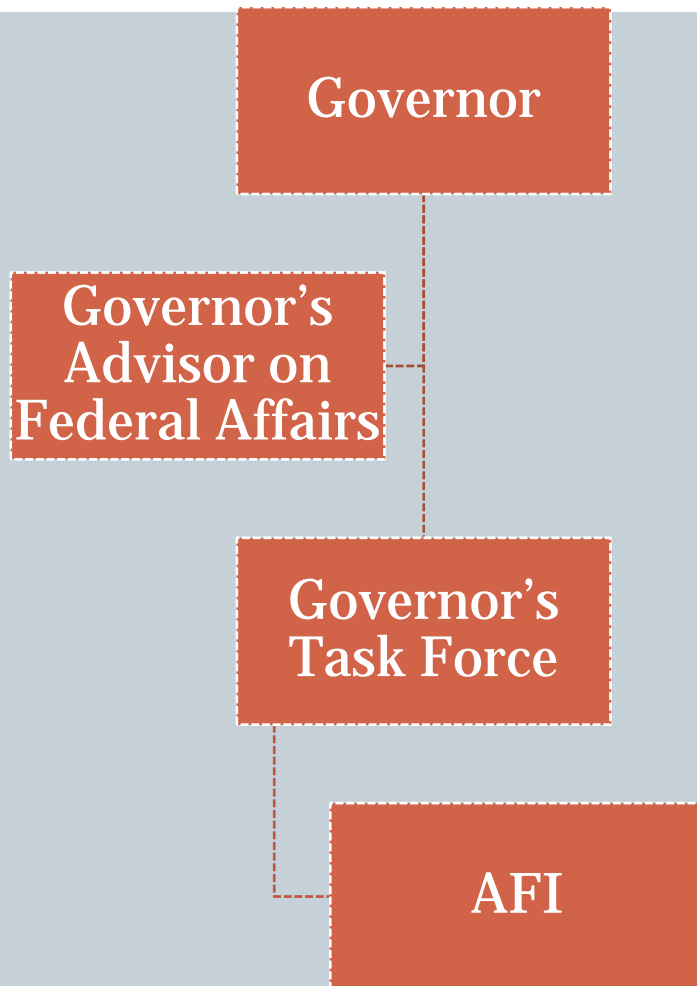 Governor
Governor’s
Advisor on
Federal Affairs
Governor’s
Task Force
AFI